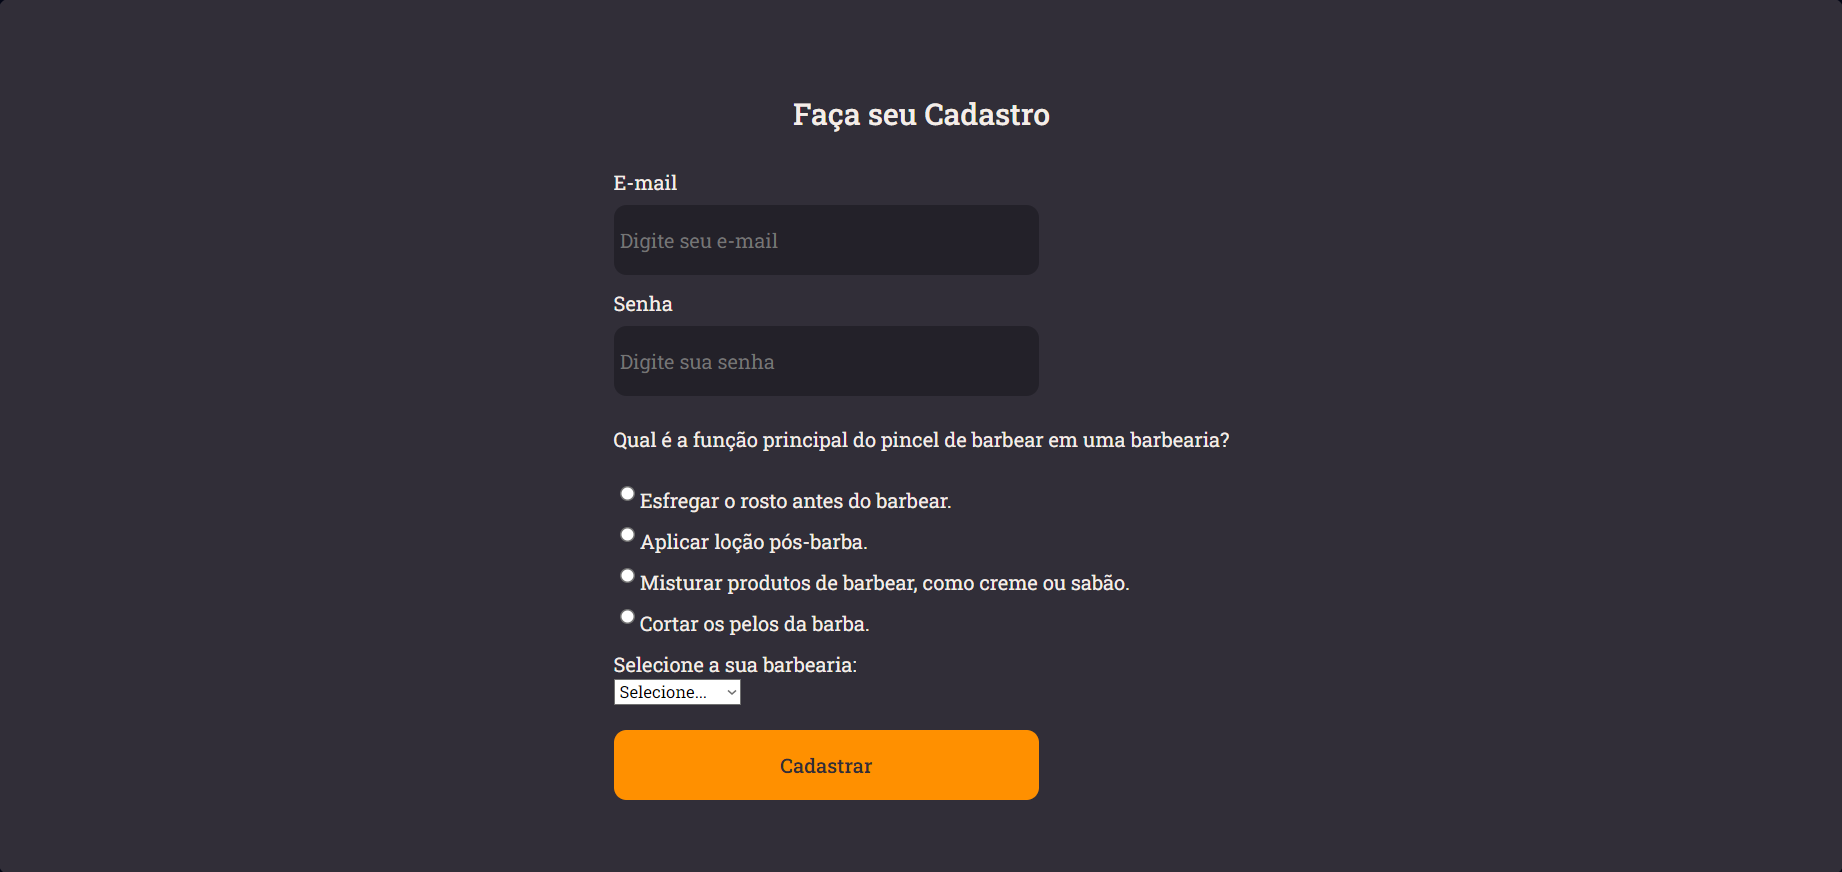 Faça seu Cadastro
E-mail
Digite seu e-mail
Senha
Digite sua senha
Qual é a função principal do pincel de barbear em uma barbearia?
Esfregar o rosto antes do barbear.
Aplicar loção pós-barba.
Misturar produtos de barbear, como creme ou sabão.
Cortar os pelos da barba.
Selecione a sua barbearia:
Selecione...
Cadastrar